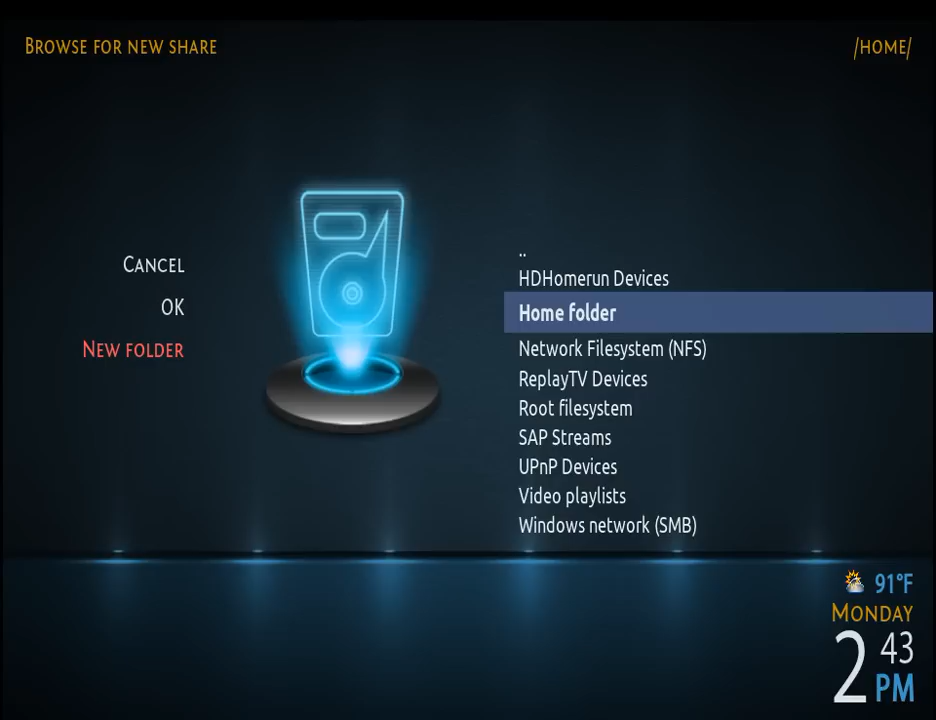 BROWSE FOR NEW SHARE
/HOME/
CANCEL
OK
NEW FOLDER
..
HDHomerun Devices
Home folder
Network Filesystem (NFS)
ReplayTV Devices
Root filesystem
SAP Streams
UPnP Devices
Video playlists
Windows network (SMB)
91°F
MONDAY
2 43 PM